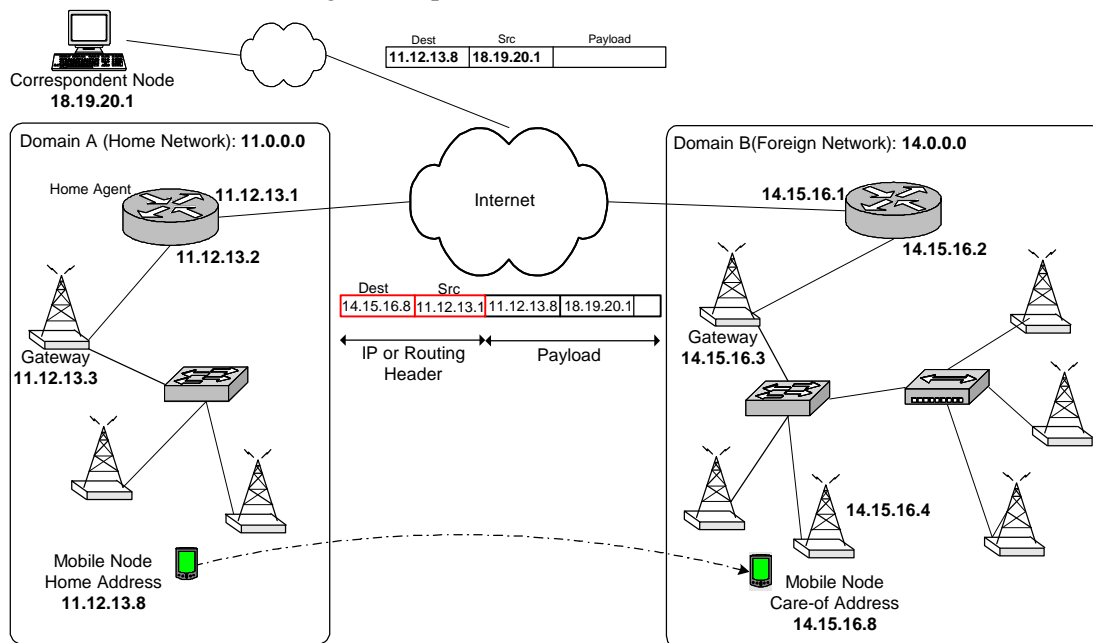 Dest Src Payload
11.12.13.8 18.19.20.1
Correspondent Node
18.19.20.1
Domain A (Home Network): 11.0.0.0
Home Agent
11.12.13.1
11.12.13.2
Gateway
11.12.13.3
Mobile Node
Home Address
11.12.13.8
Internet
Dest Src
14.15.16.8 11.12.13.1 11.12.13.8 18.19.20.1
IP or Routing
Header
Payload
Domain B(Foreign Network): 14.0.0.0
14.15.16.1
14.15.16.2
Gateway
14.15.16.3
14.15.16.4
Mobile Node
Care-of Address
14.15.16.8